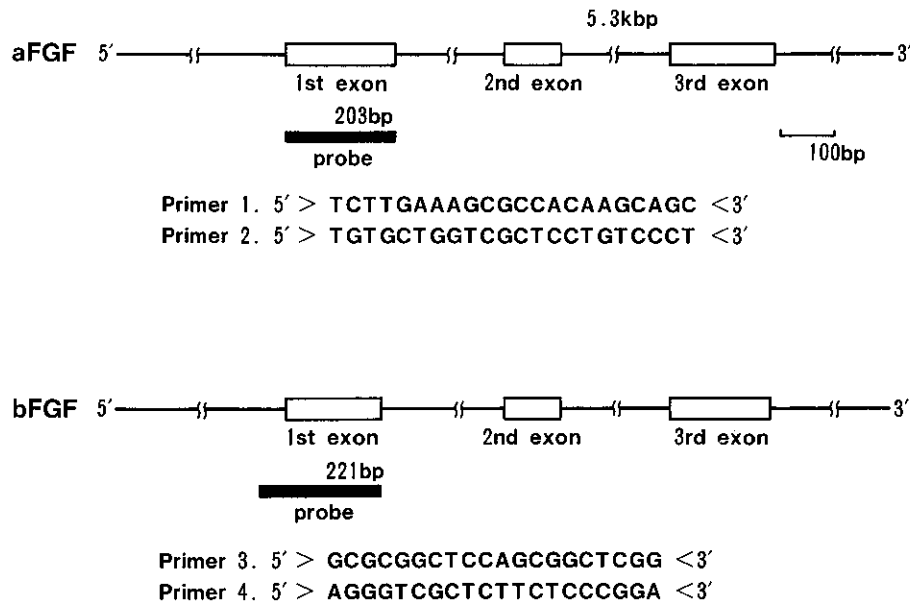 5.3kbp
aFGF 5′ 3′
1st exon 2nd exon 3rd exon
203bp
probe 100bp
Primer 1. 5′ > TCTTGAAAGCGCCACAAGCAGC <3′
Primer 2. 5′ > TGTGCTGGTCGCTCCTGTCCCT <3′
bFGF 5′ 3′
1st exon 2nd exon 3rd exon
221bp
probe
Primer 3. 5′ > GCGCGGCTCCAGCGGCTCGG <3′
Primer 4. 5′ > AGGGTCGCTCTTCTCCCGGA <3′